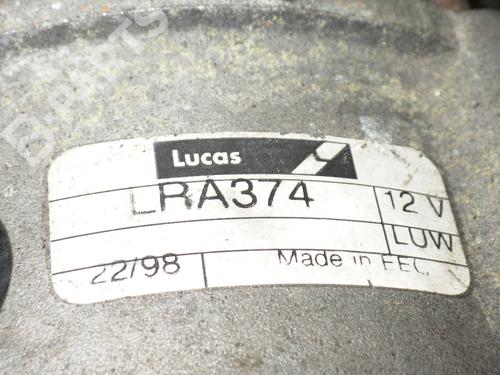 B-PARTS
Lucas
LRA374
12 V
LUW
22/98
Made in EEC